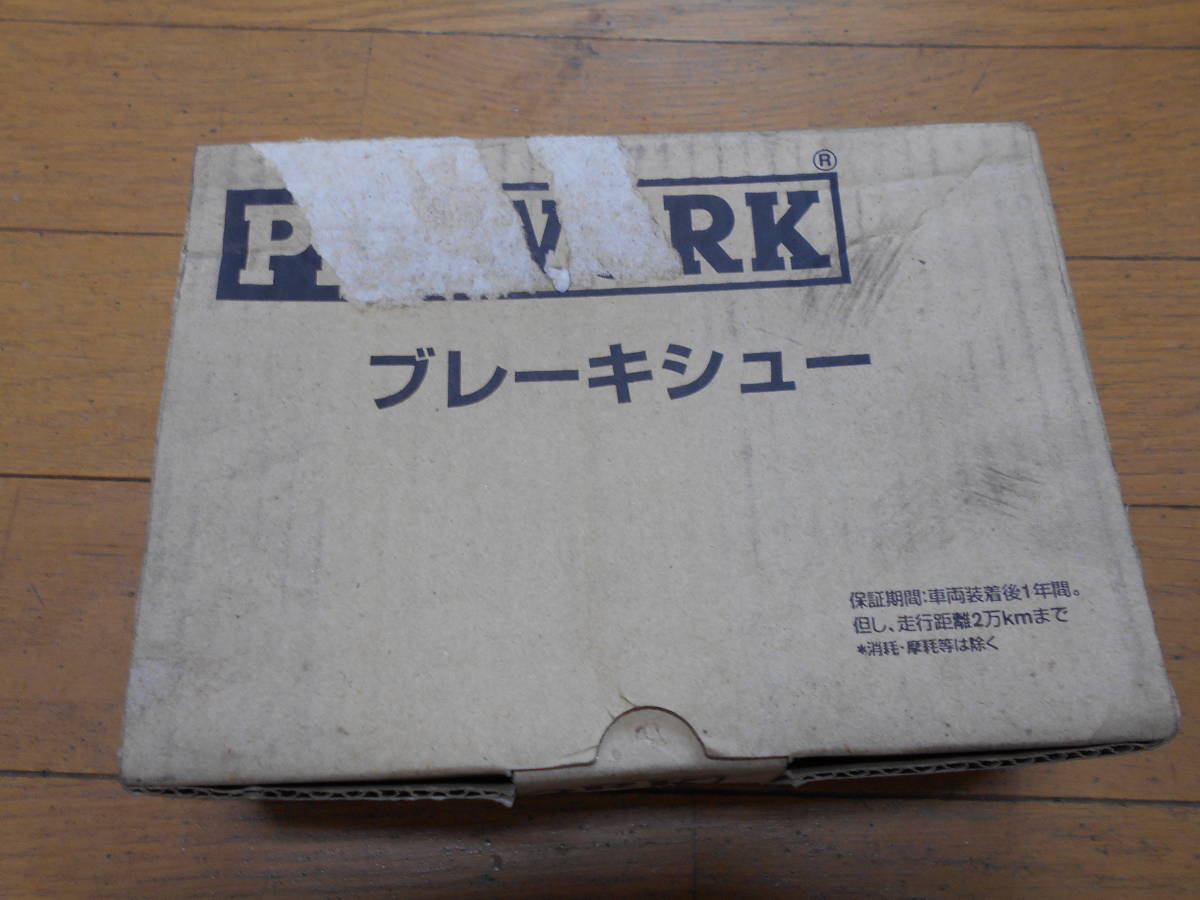 ブレーキシュー
保証期間:車両装着後1年間。
但し、走行距離2万kmまで
*消耗・摩耗等は除く